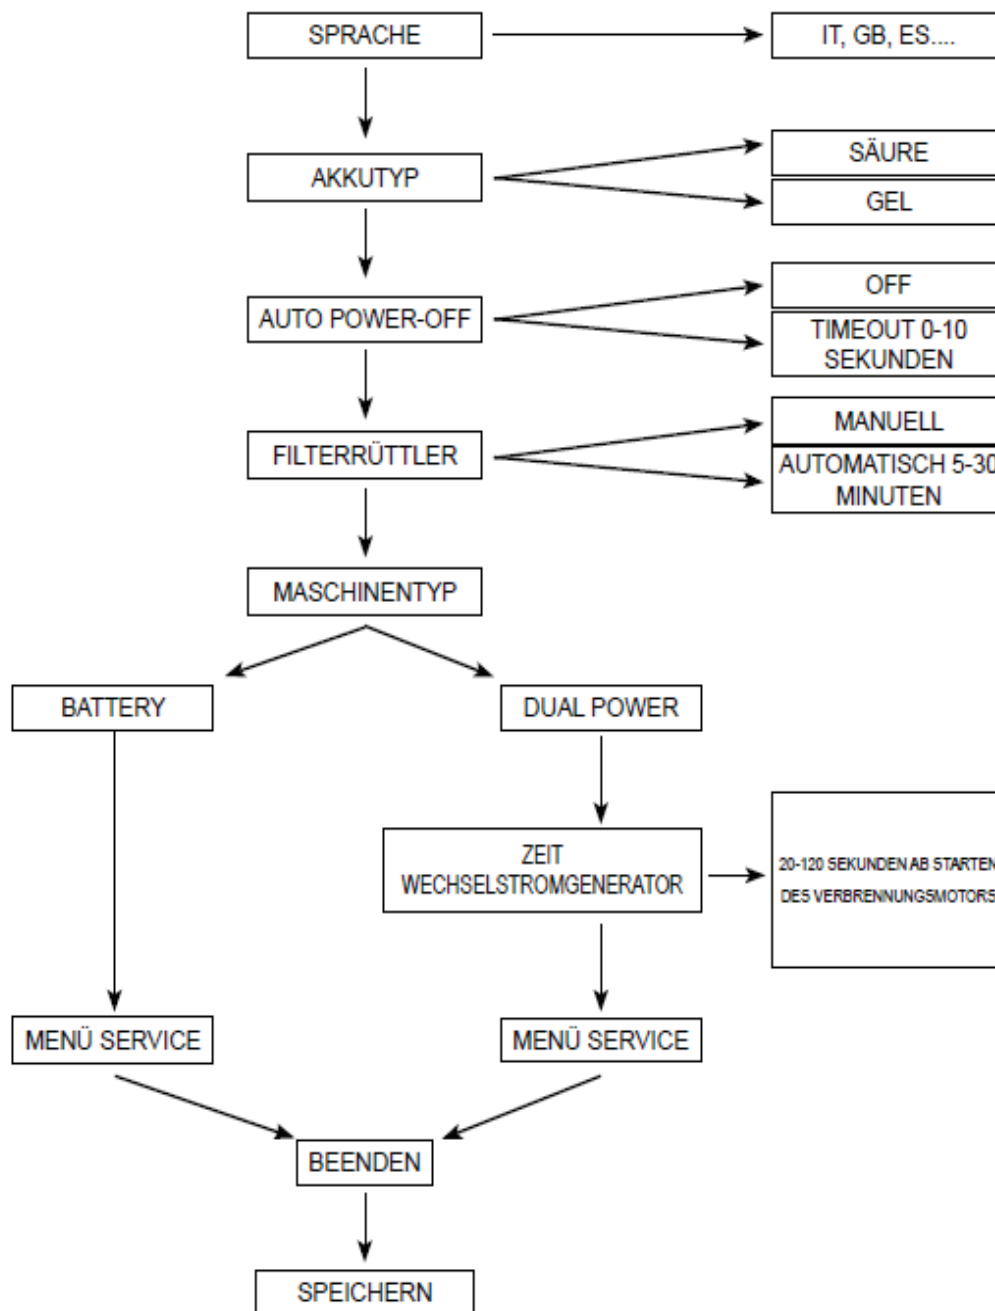 SPRACHE
IT, GB, ES....
AKKUTYP
SÄURE
GEL
AUTO POWER-OFF
OFF
TIMEOUT 0-10
SEKUNDEN
FILTERRÜTTLER
MANUELL
AUTOMATISCH 5-30
MINUTEN
MASCHINENTYP
BATTERY
DUAL POWER
ZEIT
WECHSELSTROMGENERATOR
20-120 SEKUNDEN AB STARTEN
DES VERBRENNUNGSMOTORS
MENÜ SERVICE
MENÜ SERVICE
BEENDEN
SPEICHERN